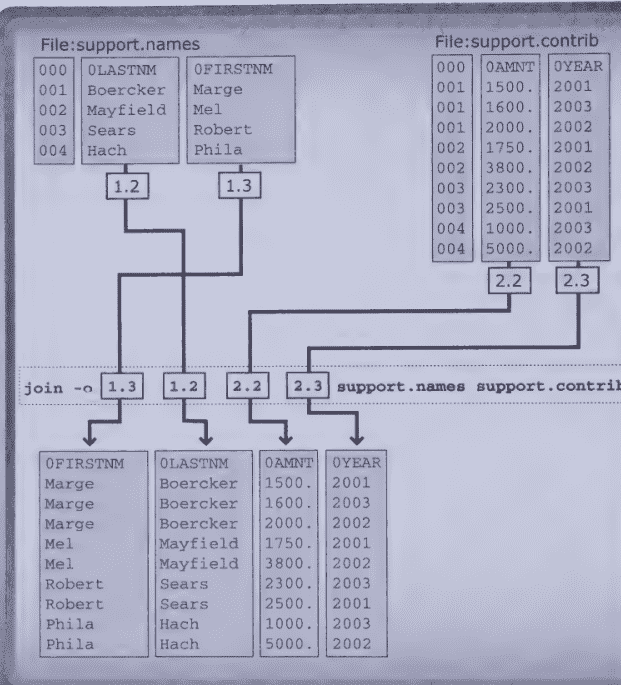 File:support.names
000 0LASTNM 0FIRSTNM
001 Boercker Marge
002 Mayfield Mel
003 Sears Robert
004 Hach Phila
1.2 1.3
File:support.contrib
000 0AMNT 0YEAR
001 1500. 2001
001 1600. 2003
001 2000. 2002
002 1750. 2001
002 3800. 2002
003 2300. 2003
003 2500. 2001
004 1000. 2003
004 5000. 2002
2.2 2.3
join -o 1.3 1.2 2.2 2.3 support.names support.contrib
0FIRSTNM 0LASTNM 0AMNT 0YEAR
Marge Boercker 1500. 2001
Marge Boercker 1600. 2003
Marge Boercker 2000. 2002
Mel Mayfield 1750. 2001
Mel Mayfield 3800. 2002
Robert Sears 2300. 2003
Robert Sears 2500. 2001
Phila Hach 1000. 2003
Phila Hach 5000. 2002